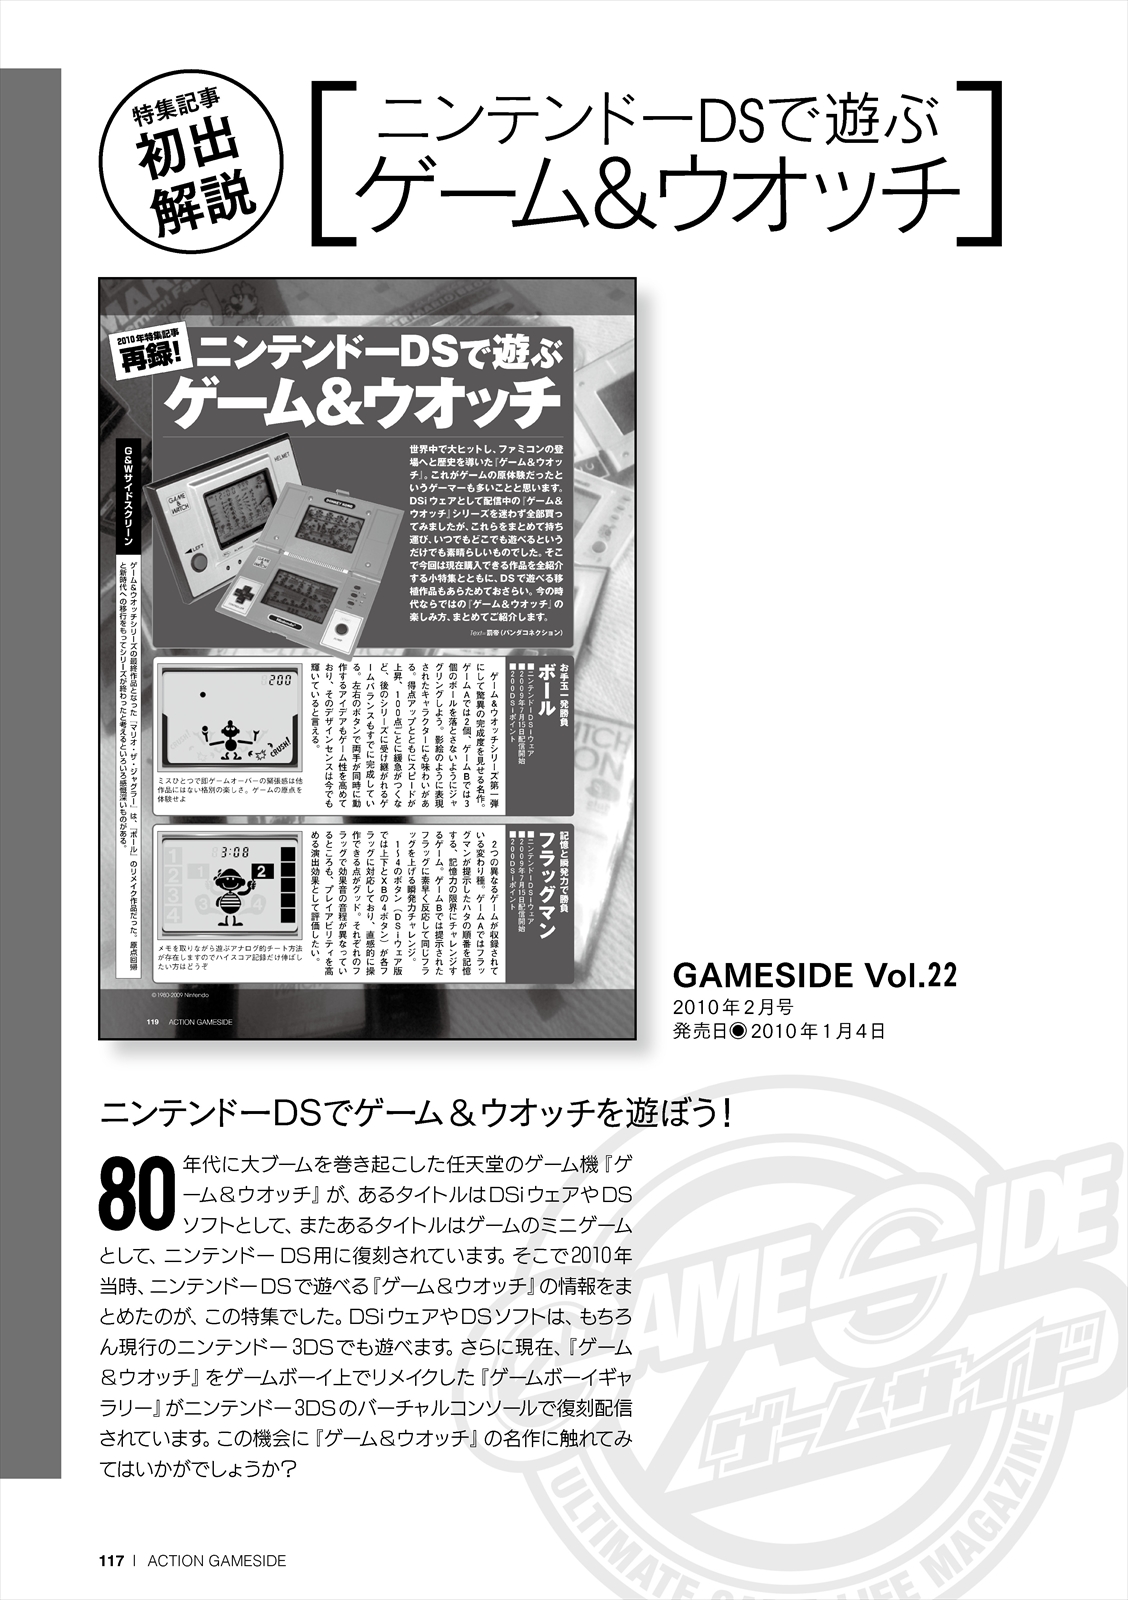 特集記事
初出
解説
ニンテンドーDSで遊ぶ
ゲーム&ウオッチ
2010年特集記事
再録!
ニンテンドーDSで遊ぶ
ゲーム&ウオッチ
世界中で大ヒットし、ファミコンの登
場へと歴史を導いた『ゲーム&ウオッ
チ』。これがゲームの原体験だったと
いうゲーマーも多いことと思います。
DSiウェアとして配信中の『ゲーム&
ウオッチ』シリーズを迷わず全部買っ
てみましたが、これらをまとめて持ち
運び、いつでもどこでも遊べるという
だけでも素晴らしいものでした。そこ
で今回は現在購入できる作品を全紹介
する小特集とともに、DSで遊べる移
植作品もあらためておさらい。今の時
代ならではの『ゲーム&ウオッチ』の
楽しみ方、まとめてご紹介します。
Text=罰帝(パンダコネクション)
G&Wサイドスクリーン
ゲーム&ウオッチシリーズの最終作品となった『マリオ・ザ・ジャグラー』は、『ボール』のリメイク作品だった。原点回帰
と新時代への移行をもってシリーズが終わったと考えるといろいろ感慨深いものがある。
GAME
&
WATCH
HELMET
LEFT
DONKEY KONG
Nintendo
お手玉一発勝負
ボール
■ニンテンドーDSiウェア
■2009年7月15日配信開始
■200DSiポイント
ゲーム&ウオッチシリーズ第一弾
にして驚異の完成度を見せる名作。
ゲームAでは2個、ゲームBでは3
個のボールを落とさないようにジャ
グリングしよう。影絵のように表現
されたキャラクターにも味わいがあ
る。得点アップとともにスピードが
上昇、100点ごとに緩急がつくな
ど、後のシリーズに受け継がれるゲ
ームバランスもすでに完成してい
る。左右のボタンで両手が同時に動
作するアイデアもゲーム性を高めて
おり、そのデザインセンスは今でも
輝いていると言える。
200
CRUSH!
ミスひとつで即ゲームオーバーの緊張感は他
作品にはない格別の楽しさ。ゲームの原点を
体験せよ
記憶と瞬発力で勝負
フラッグマン
■ニンテンドーDSiウェア
■2009年7月15日配信開始
■200DSiポイント
2つの異なるゲームが収録されて
いる変わり種。ゲームAではフラッ
グマンが提示したハタの順番を記憶
する、記憶力の限界にチャレンジす
るゲーム。ゲームBでは提示された
フラッグに素早く反応して同じフラ
ッグを上げる瞬発力チャレンジ。
1〜4のボタン(DSiウェア版
では上下とXBの4ボタン)が各フ
ラッグに対応しており、直感的に操
作できる点がグッド。それぞれのフ
ラッグで効果音の音程が異なってい
るところも、プレイアビリティを高
める演出効果として評価したい。
3:08
1
2
3
4
1
2
3
4
メモを取りながら遊ぶアナログ的チート方法
が存在しますのでハイスコア記録だけ伸ばし
たい方はどうぞ
©1980-2009 Nintendo
119 ACTION GAMESIDE
GAMESIDE Vol.22
2010年2月号
発売日◉2010年1月4日
ニンテンドーDSでゲーム&ウオッチを遊ぼう!
80年代に大ブームを巻き起こした任天堂のゲーム機『ゲ
ーム&ウオッチ』が、あるタイトルはDSiウェアやDS
ソフトとして、またあるタイトルはゲームのミニゲーム
として、ニンテンドー DS用に復刻されています。そこで2010年
当時、ニンテンドーDSで遊べる『ゲーム&ウオッチ』の情報をま
とめたのが、この特集でした。DSiウェアやDSソフトは、もちろ
ん現行のニンテンドー3DSでも遊べます。さらに現在、『ゲーム
&ウオッチ』をゲームボーイ上でリメイクした『ゲームボーイギャ
ラリー』がニンテンドー3DSのバーチャルコンソールで復刻配信
されています。この機会に『ゲーム&ウオッチ』の名作に触れてみ
てはいかがでしょうか?
GAMESIDE
ゲームサイド
ULTIMATE GAME LIFE MAGAZINE
117 | ACTION GAMESIDE